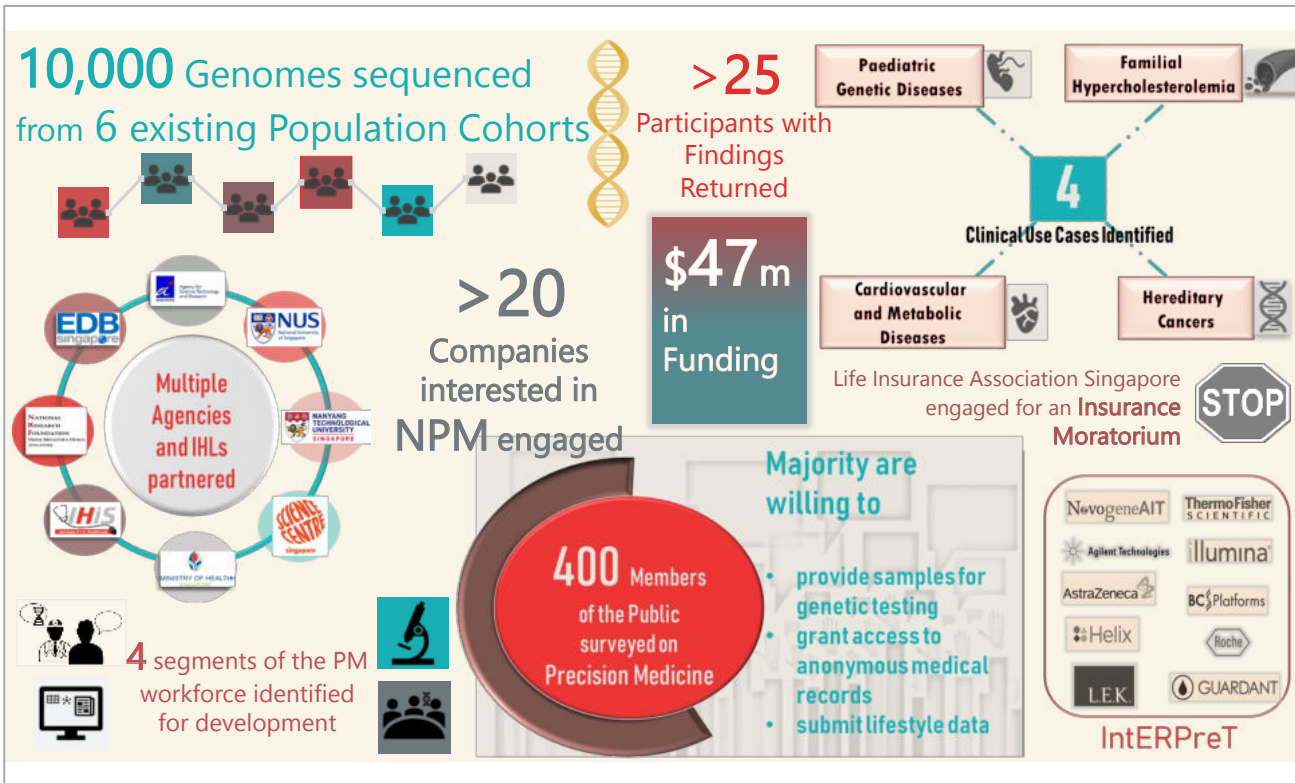 10,000 Genomes sequenced
from 6 existing Population Cohorts
>25
Participants with
Findings
Returned
Paediatric
Genetic Diseases
Familial
Hypercholesterolemia
4
Clinical Use Cases Identified
Cardiovascular
and Metabolic
Diseases
Hereditary
Cancers
$47m
in
Funding
>20
Companies
interested in
NPM engaged
Multiple
Agencies
and IHLs
partnered
Agency for
Science, Technology
and Research
NUS
National University
of Singapore
NANYANG
TECHNOLOGICAL
UNIVERSITY
SINGAPORE
SCIENCE
CENTRE
singapore
MINISTRY OF HEALTH
IHiS
NATIONAL
RESEARCH
FOUNDATION
EDB
singapore
Life Insurance Association Singapore
engaged for an Insurance
Moratorium
STOP
4 segments of the PM
workforce identified
for development
400 Members
of the Public
surveyed on
Precision Medicine
Majority are
willing to
• provide samples for
genetic testing
• grant access to
anonymous medical
records
• submit lifestyle data
NovogeneAIT
ThermoFisher
SCIENTIFIC
Agilent Technologies
illumina
AstraZeneca
BC Platforms
Helix
Roche
L.E.K.
GUARDANT
IntERPreT